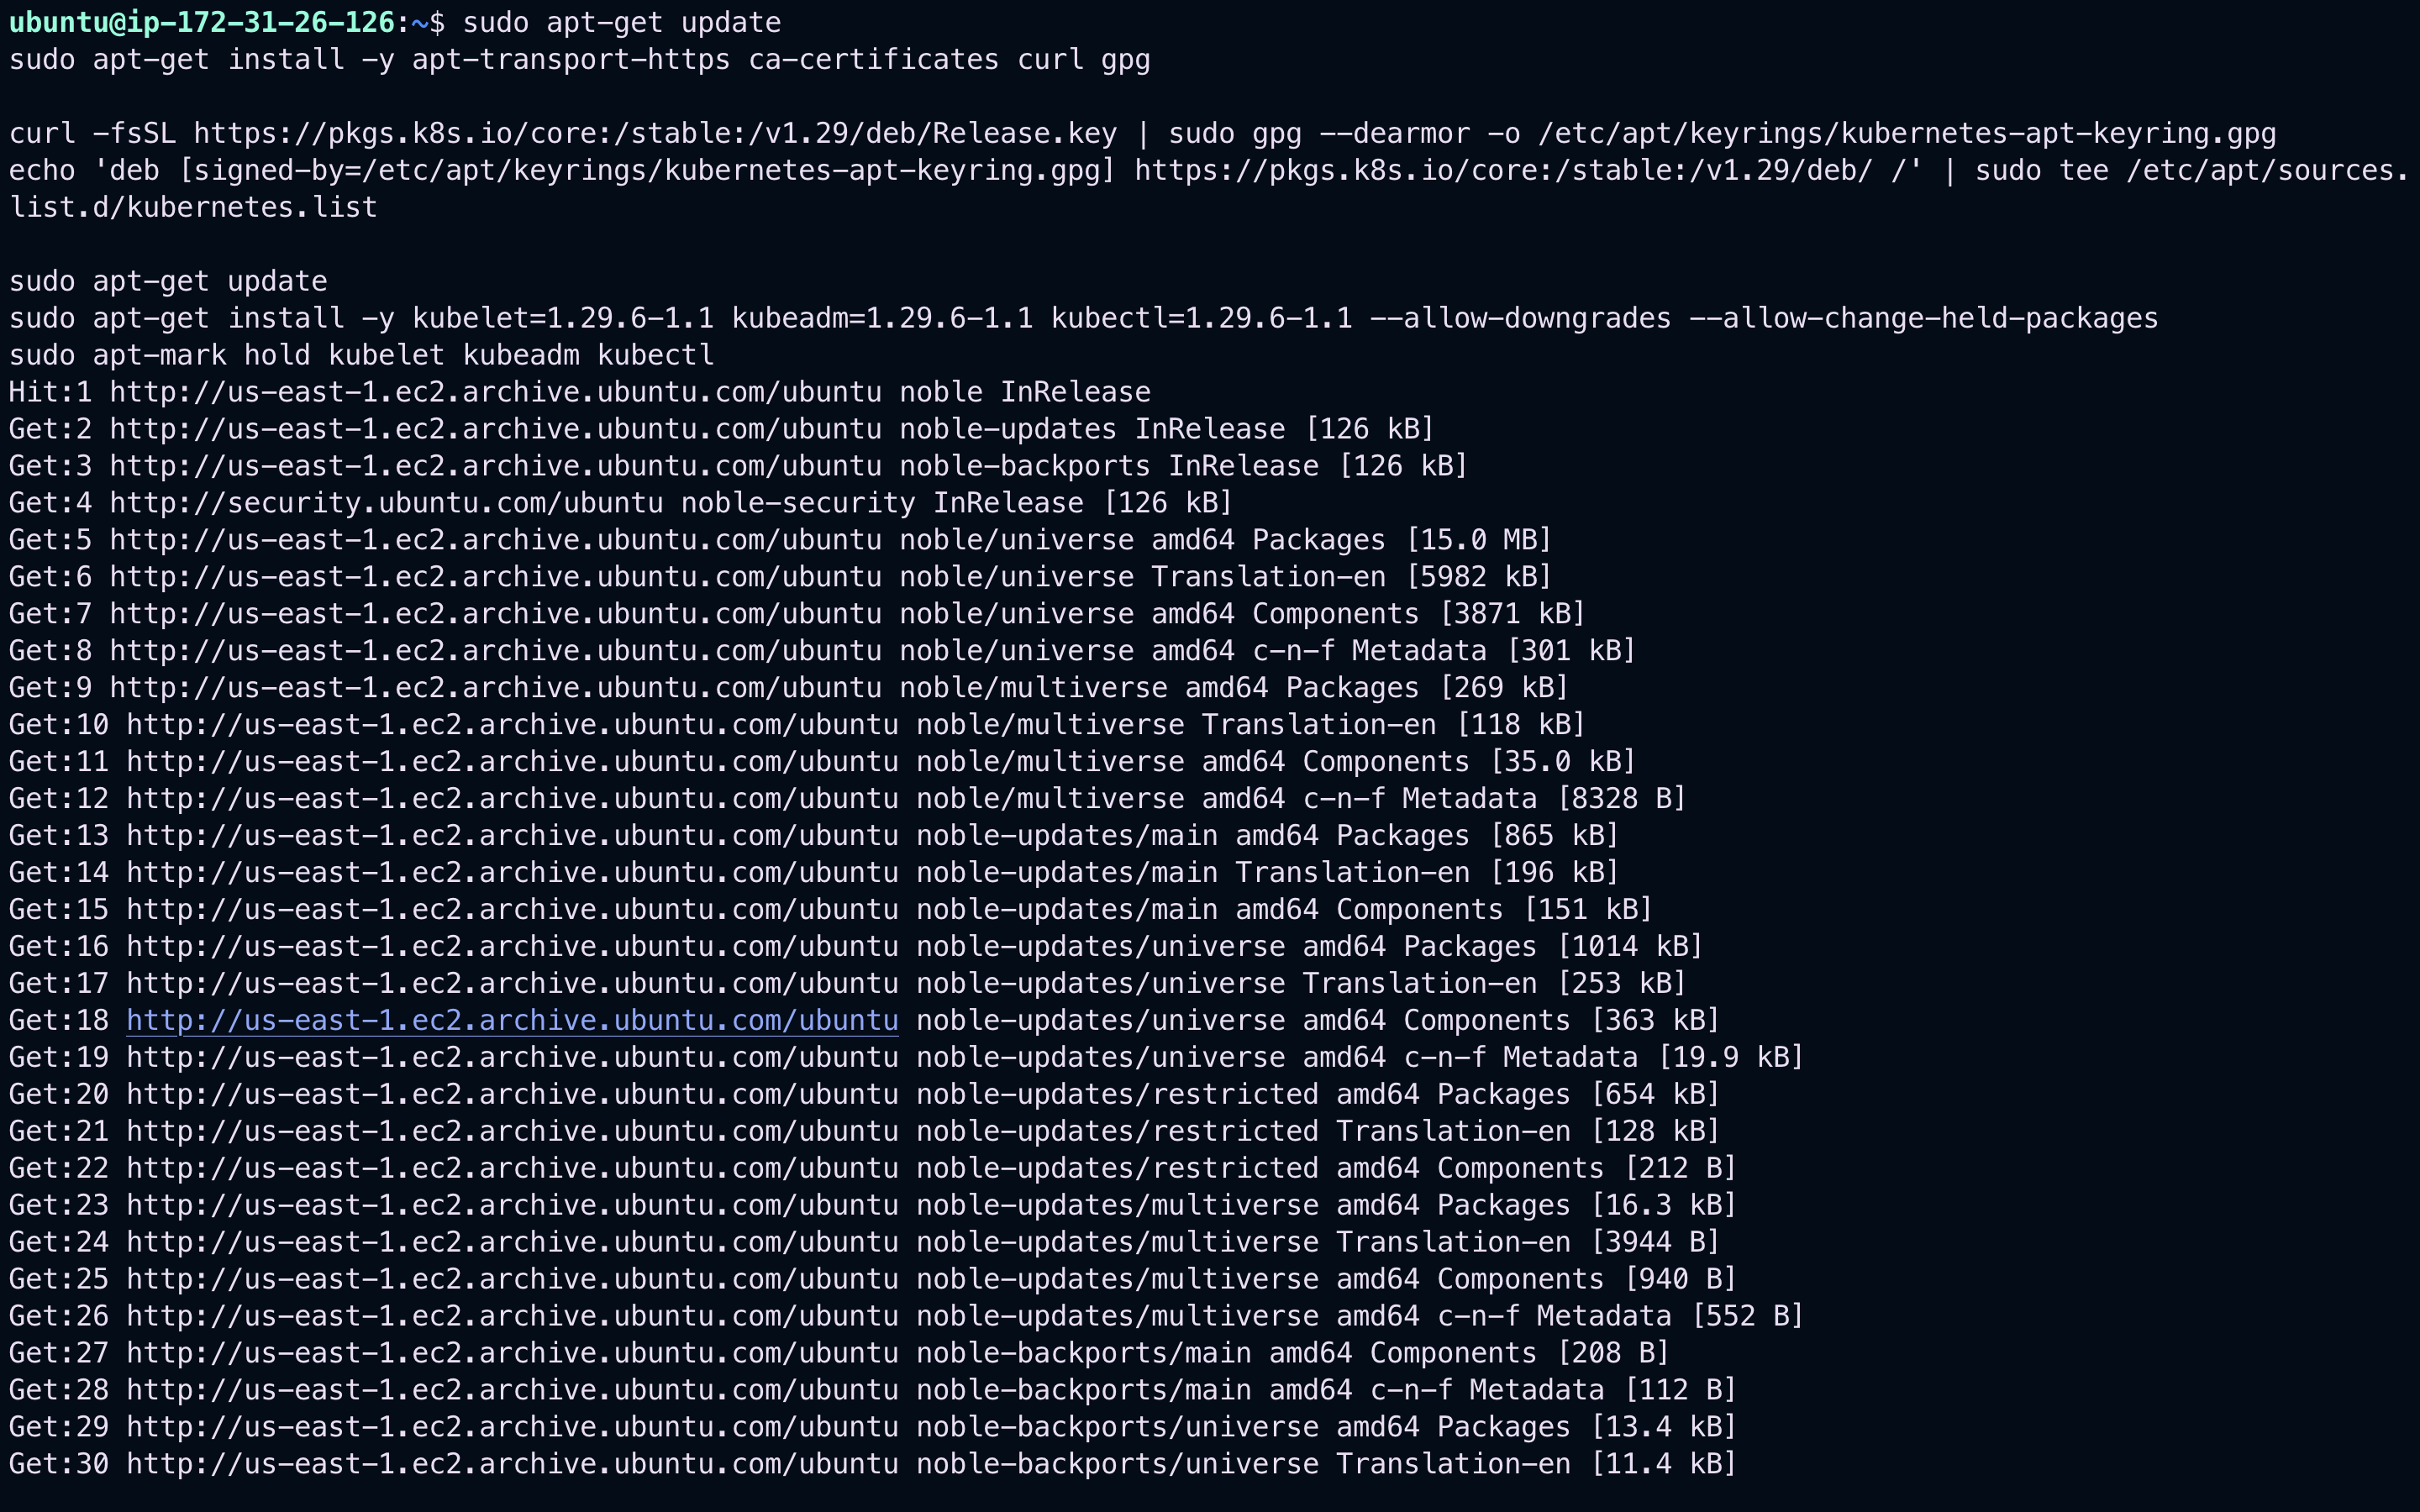 ubuntu@ip-172-31-26-126:~$ sudo apt-get update
sudo apt-get install -y apt-transport-https ca-certificates curl gpg
curl -fsSL https://pkgs.k8s.io/core:/stable:/v1.29/deb/Release.key | sudo gpg --dearmor -o /etc/apt/keyrings/kubernetes-apt-keyring.gpg
echo 'deb [signed-by=/etc/apt/keyrings/kubernetes-apt-keyring.gpg] https://pkgs.k8s.io/core:/stable:/v1.29/deb/ /' | sudo tee /etc/apt/sources.
list.d/kubernetes.list
sudo apt-get update
sudo apt-get install -y kubelet=1.29.6-1.1 kubeadm=1.29.6-1.1 kubectl=1.29.6-1.1 --allow-downgrades --allow-change-held-packages
sudo apt-mark hold kubelet kubeadm kubectl
Hit:1 http://us-east-1.ec2.archive.ubuntu.com/ubuntu noble InRelease
Get:2 http://us-east-1.ec2.archive.ubuntu.com/ubuntu noble-updates InRelease [126 kB]
Get:3 http://us-east-1.ec2.archive.ubuntu.com/ubuntu noble-backports InRelease [126 kB]
Get:4 http://security.ubuntu.com/ubuntu noble-security InRelease [126 kB]
Get:5 http://us-east-1.ec2.archive.ubuntu.com/ubuntu noble/universe amd64 Packages [15.0 MB]
Get:6 http://us-east-1.ec2.archive.ubuntu.com/ubuntu noble/universe Translation-en [5982 kB]
Get:7 http://us-east-1.ec2.archive.ubuntu.com/ubuntu noble/universe amd64 Components [3871 kB]
Get:8 http://us-east-1.ec2.archive.ubuntu.com/ubuntu noble/universe amd64 c-n-f Metadata [301 kB]
Get:9 http://us-east-1.ec2.archive.ubuntu.com/ubuntu noble/multiverse amd64 Packages [269 kB]
Get:10 http://us-east-1.ec2.archive.ubuntu.com/ubuntu noble/multiverse Translation-en [118 kB]
Get:11 http://us-east-1.ec2.archive.ubuntu.com/ubuntu noble/multiverse amd64 Components [35.0 kB]
Get:12 http://us-east-1.ec2.archive.ubuntu.com/ubuntu noble/multiverse amd64 c-n-f Metadata [8328 B]
Get:13 http://us-east-1.ec2.archive.ubuntu.com/ubuntu noble-updates/main amd64 Packages [865 kB]
Get:14 http://us-east-1.ec2.archive.ubuntu.com/ubuntu noble-updates/main Translation-en [196 kB]
Get:15 http://us-east-1.ec2.archive.ubuntu.com/ubuntu noble-updates/main amd64 Components [151 kB]
Get:16 http://us-east-1.ec2.archive.ubuntu.com/ubuntu noble-updates/universe amd64 Packages [1014 kB]
Get:17 http://us-east-1.ec2.archive.ubuntu.com/ubuntu noble-updates/universe Translation-en [253 kB]
Get:18 http://us-east-1.ec2.archive.ubuntu.com/ubuntu noble-updates/universe amd64 Components [363 kB]
Get:19 http://us-east-1.ec2.archive.ubuntu.com/ubuntu noble-updates/universe amd64 c-n-f Metadata [19.9 kB]
Get:20 http://us-east-1.ec2.archive.ubuntu.com/ubuntu noble-updates/restricted amd64 Packages [654 kB]
Get:21 http://us-east-1.ec2.archive.ubuntu.com/ubuntu noble-updates/restricted Translation-en [128 kB]
Get:22 http://us-east-1.ec2.archive.ubuntu.com/ubuntu noble-updates/restricted amd64 Components [212 B]
Get:23 http://us-east-1.ec2.archive.ubuntu.com/ubuntu noble-updates/multiverse amd64 Packages [16.3 kB]
Get:24 http://us-east-1.ec2.archive.ubuntu.com/ubuntu noble-updates/multiverse Translation-en [3944 B]
Get:25 http://us-east-1.ec2.archive.ubuntu.com/ubuntu noble-updates/multiverse amd64 Components [940 B]
Get:26 http://us-east-1.ec2.archive.ubuntu.com/ubuntu noble-updates/multiverse amd64 c-n-f Metadata [552 B]
Get:27 http://us-east-1.ec2.archive.ubuntu.com/ubuntu noble-backports/main amd64 Components [208 B]
Get:28 http://us-east-1.ec2.archive.ubuntu.com/ubuntu noble-backports/main amd64 c-n-f Metadata [112 B]
Get:29 http://us-east-1.ec2.archive.ubuntu.com/ubuntu noble-backports/universe amd64 Packages [13.4 kB]
Get:30 http://us-east-1.ec2.archive.ubuntu.com/ubuntu noble-backports/universe Translation-en [11.4 kB]